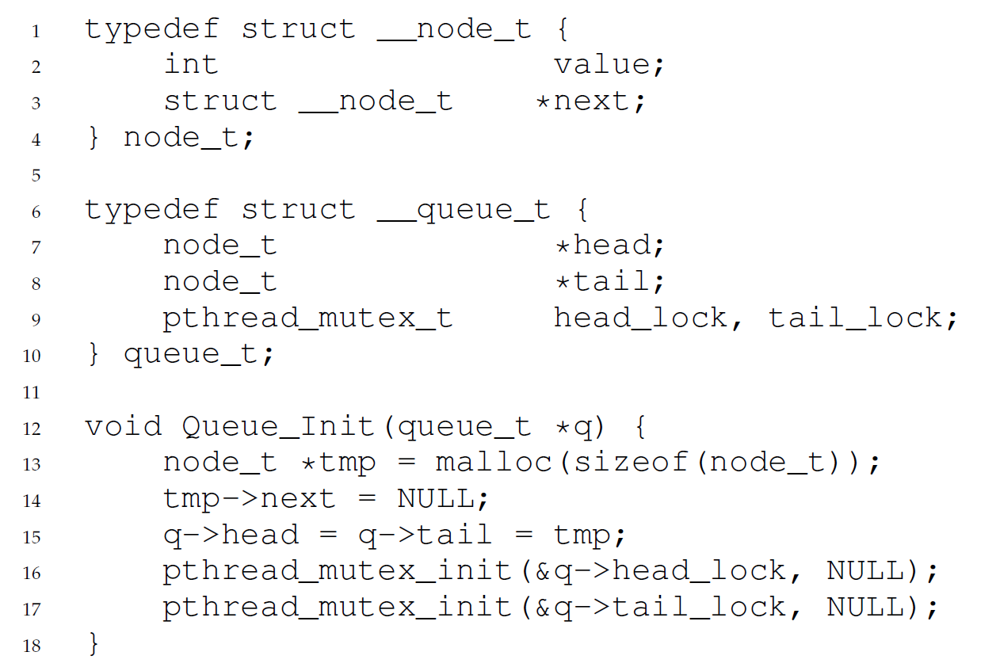 1 typedef struct __node_t {
2 int value;
3 struct __node_t *next;
4 } node_t;
5
6 typedef struct __queue_t {
7 node_t *head;
8 node_t *tail;
9 pthread_mutex_t head_lock, tail_lock;
10 } queue_t;
11
12 void Queue_Init(queue_t *q) {
13 node_t *tmp = malloc(sizeof(node_t));
14 tmp->next = NULL;
15 q->head = q->tail = tmp;
16 pthread_mutex_init(&q->head_lock, NULL);
17 pthread_mutex_init(&q->tail_lock, NULL);
18 }